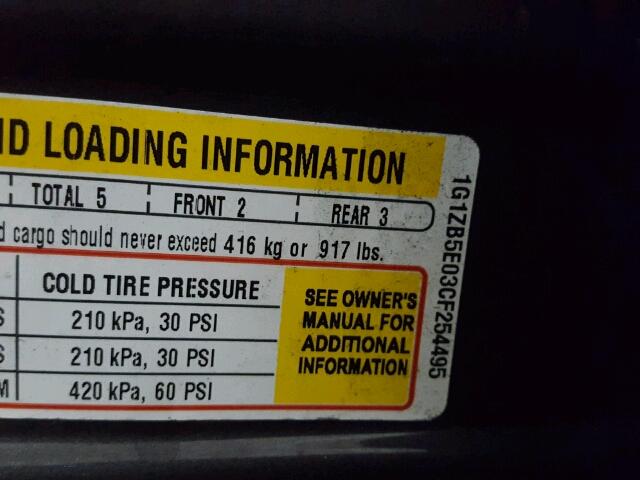 ND LOADING INFORMATION
TOTAL 5 FRONT 2 REAR 3
d cargo should never exceed 416 kg or 917 lbs.
COLD TIRE PRESSURE
S 210 kPa, 30 PSI
S 210 kPa, 30 PSI
M 420 kPa, 60 PSI
SEE OWNER'S
MANUAL FOR
ADDITIONAL
INFORMATION
1G1ZB5E03CF254495